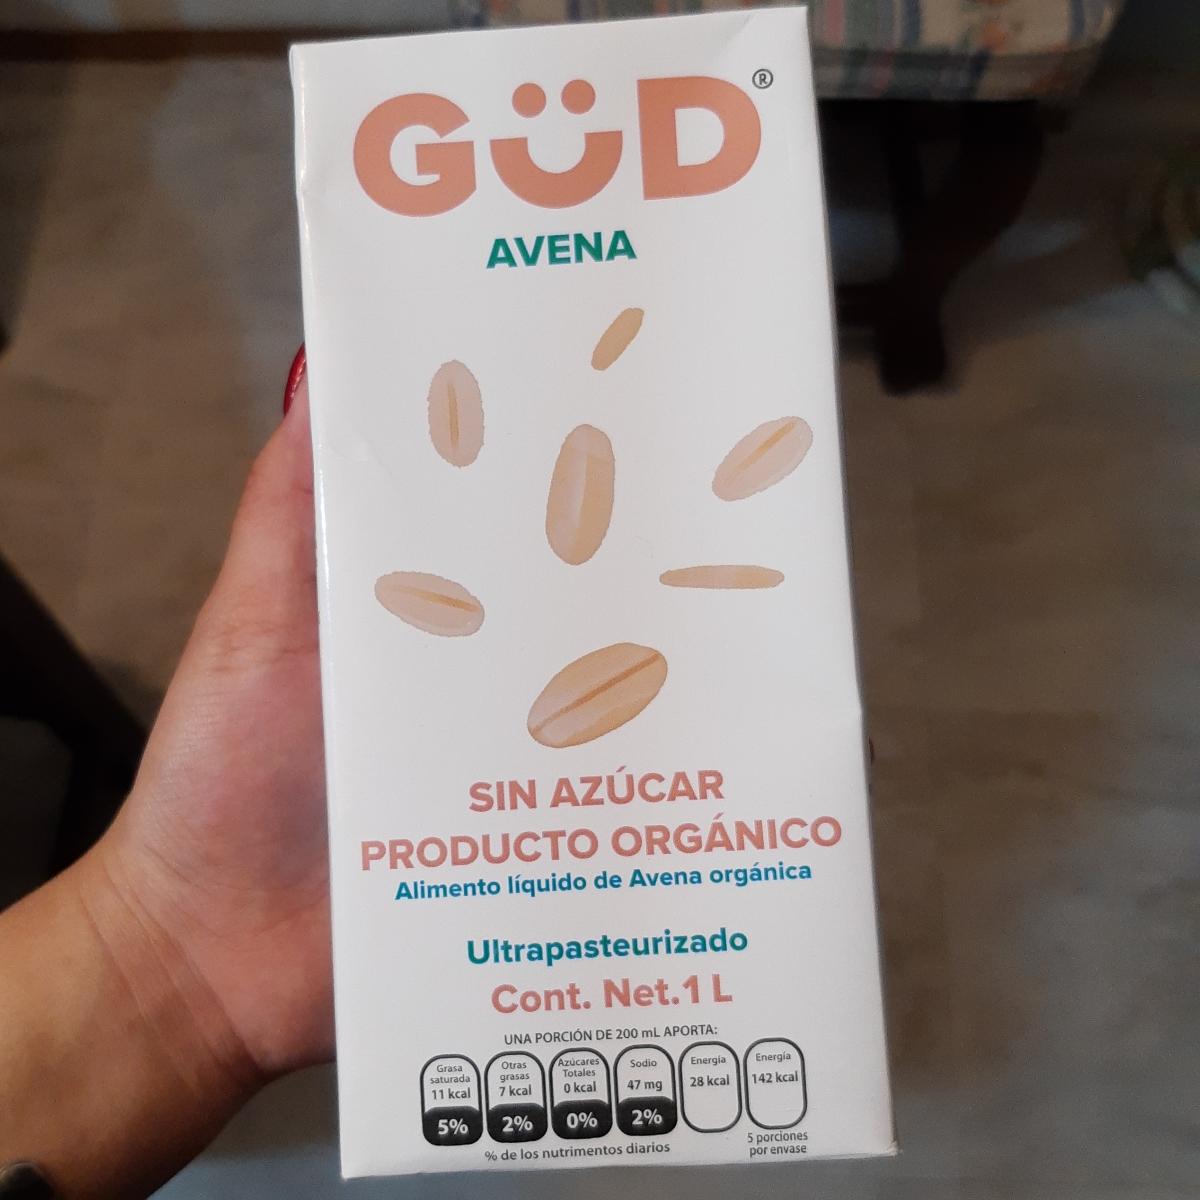 GÜD®
AVENA
SIN AZÚCAR
PRODUCTO ORGÁNICO
Alimento líquido de Avena orgánica
Ultrapasteurizado
Cont. Net.1 L
UNA PORCIÓN DE 200 mL APORTA:
Grasa saturada 11 kcal 5%
Otras grasas 7 kcal 2%
Azúcares Totales 0 kcal 0%
Sodio 47 mg 2%
Energía 28 kcal
Energía 142 kcal
% de los nutrimentos diarios
5 porciones
por envase